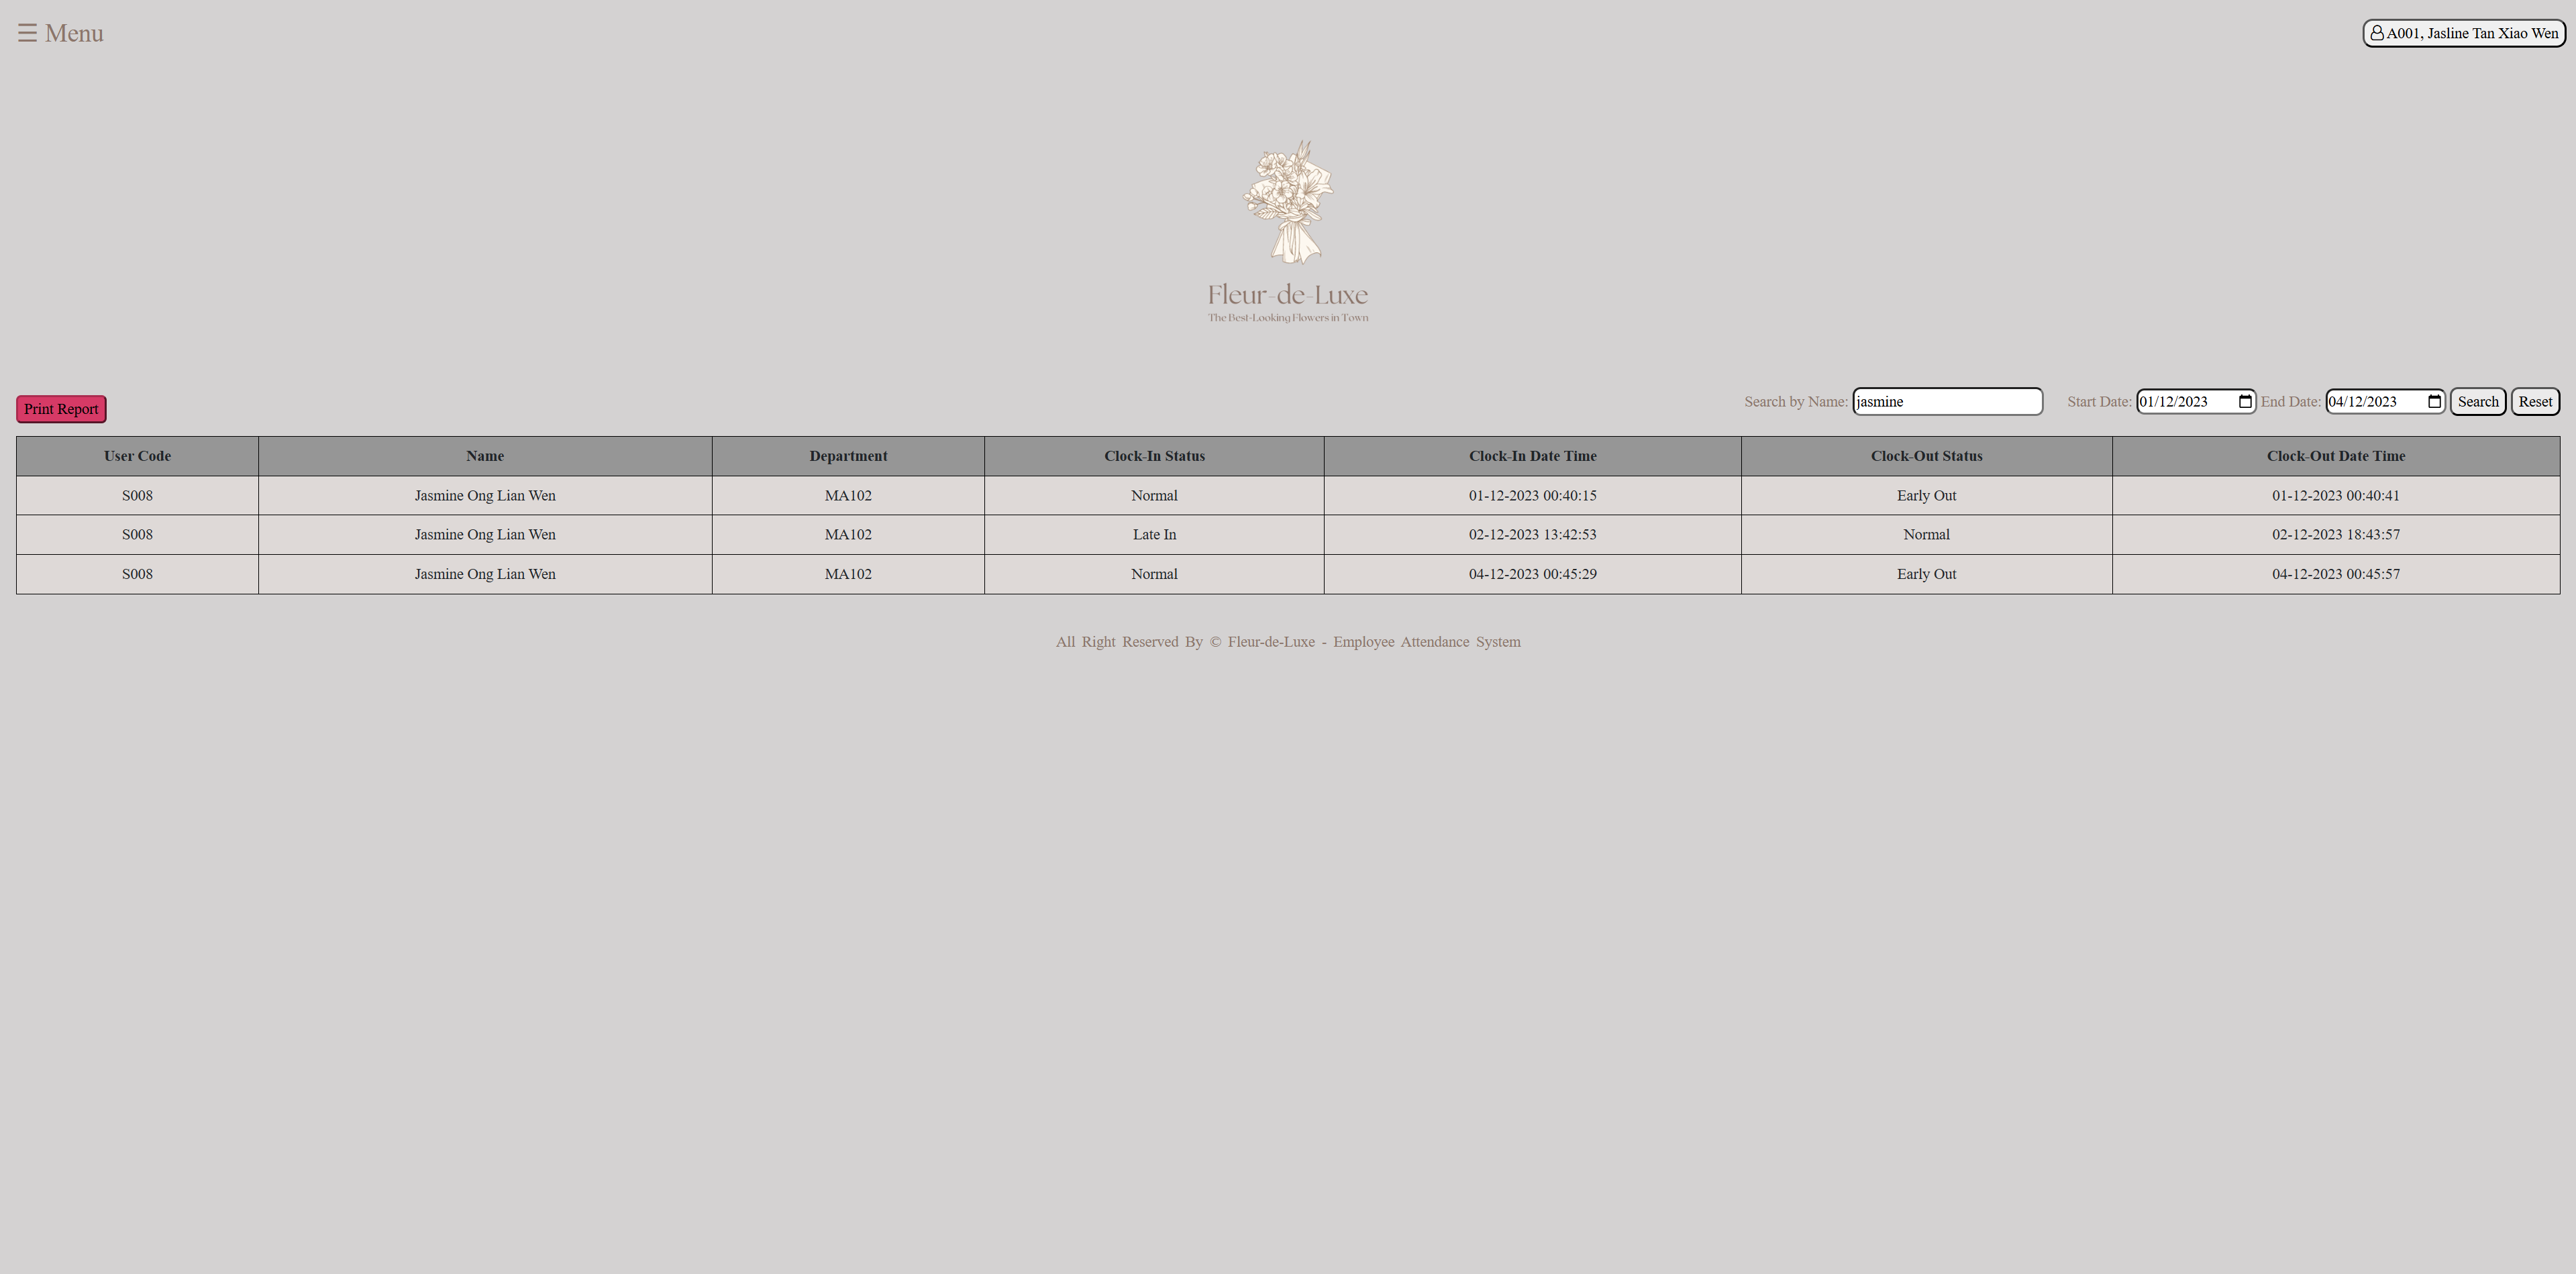 ☰ Menu
A001, Jasline Tan Xiao Wen
Fleur-de-Luxe
The Best-Looking Flowers in Town
Print Report
Search by Name: jasmine Start Date: 01/12/2023 End Date: 04/12/2023 Search Reset
User Code Name Department Clock-In Status Clock-In Date Time Clock-Out Status Clock-Out Date Time
S008 Jasmine Ong Lian Wen MA102 Normal 01-12-2023 00:40:15 Early Out 01-12-2023 00:40:41
S008 Jasmine Ong Lian Wen MA102 Late In 02-12-2023 13:42:53 Normal 02-12-2023 18:43:57
S008 Jasmine Ong Lian Wen MA102 Normal 04-12-2023 00:45:29 Early Out 04-12-2023 00:45:57
All Right Reserved By © Fleur-de-Luxe - Employee Attendance System